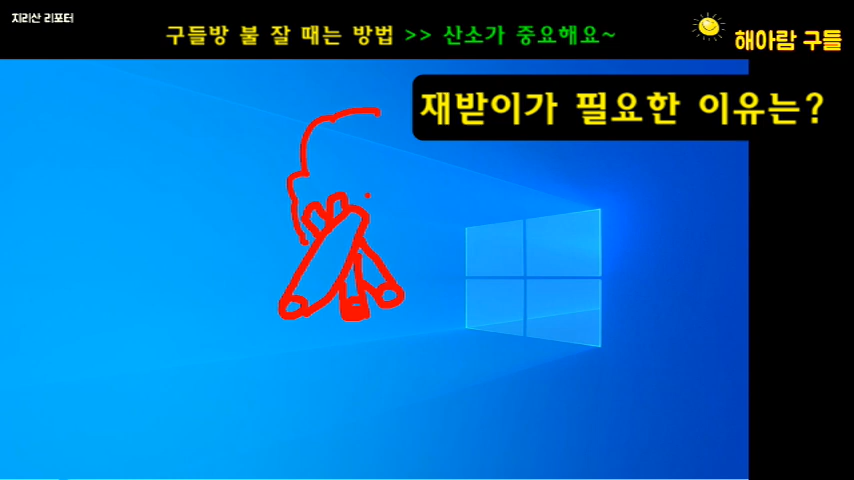 지리산 리포터
구들방 불 잘 때는 방법 >> 산소가 중요해요~
해아람 구들
재받이가 필요한 이유는?